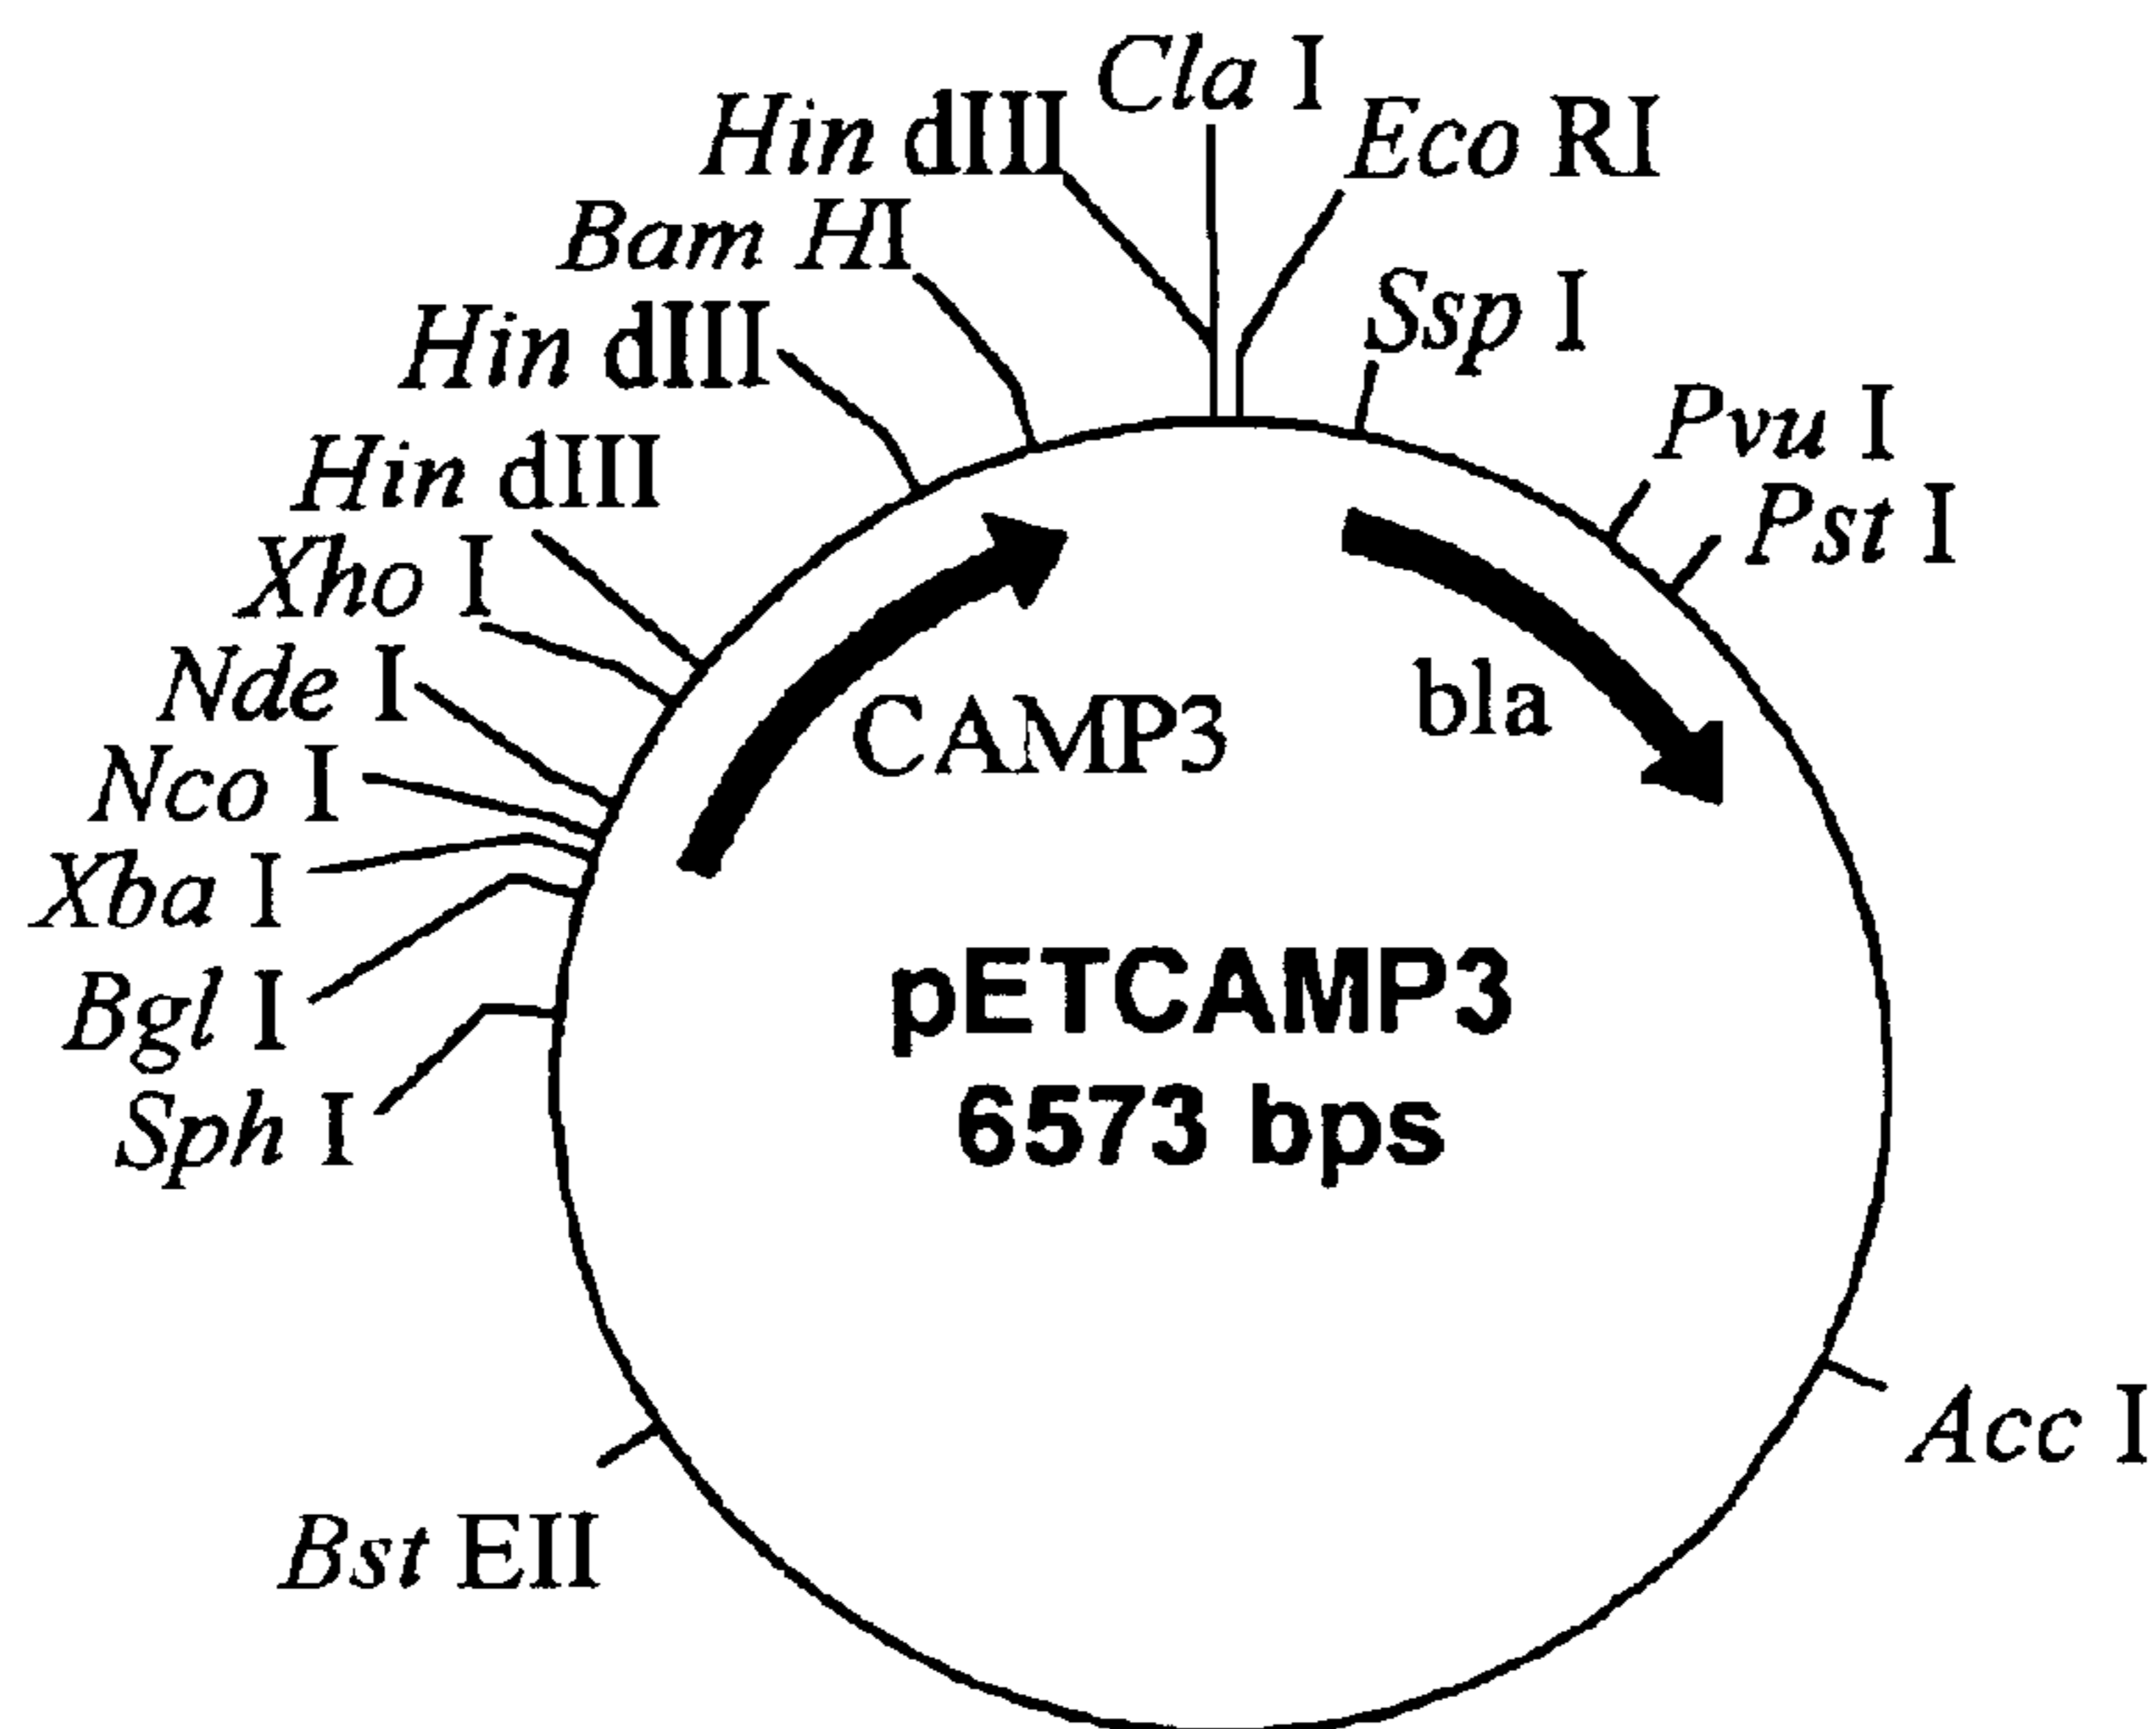 Cla I
Hin dIII
Eco RI
Bam HI
Ssp I
Hin dIII
Pvu I
Hin dIII
Pst I
Xho I
Nde I
bla
CAMP3
Nco I
Xba I
pETCAMP3
Bgl I
6573 bps
Sph I
Acc I
Bst EII